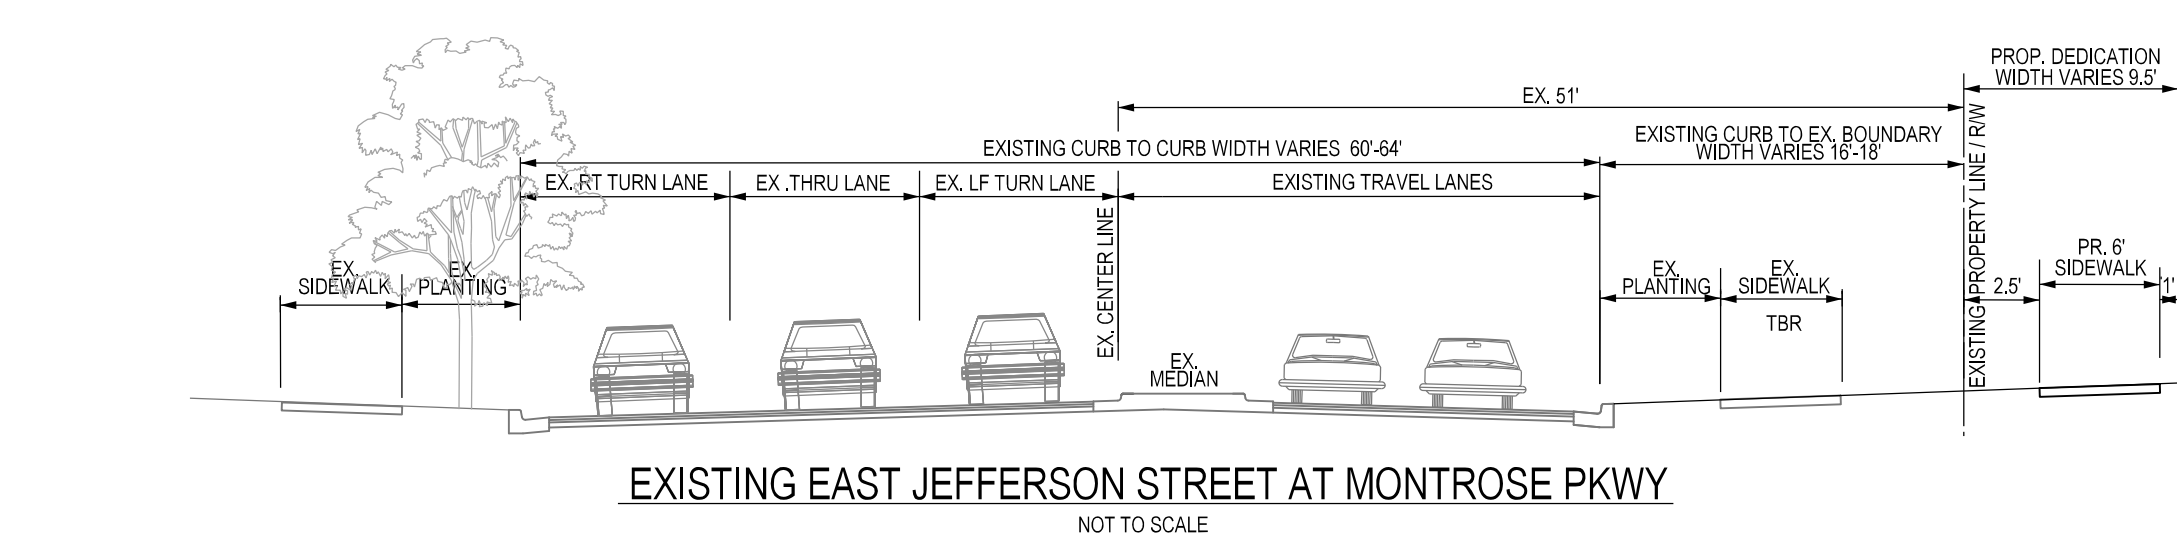 PROP. DEDICATION
WIDTH VARIES 9.5'
EX. 51'
EXISTING CURB TO EX. BOUNDARY
WIDTH VARIES 16'-18'
EXISTING CURB TO CURB WIDTH VARIES 60'-64'
EX. RT TURN LANE
EX .THRU LANE
EX. LF TURN LANE
EXISTING TRAVEL LANES
EX. CENTER LINE
EXISTING PROPERTY LINE / R/W
EX.
SIDEWALK
EX.
PLANTING
EX.
PLANTING
EX.
SIDEWALK
TBR
2.5'
PR. 6'
SIDEWALK
1'
EX.
MEDIAN
EXISTING EAST JEFFERSON STREET AT MONTROSE PKWY
NOT TO SCALE